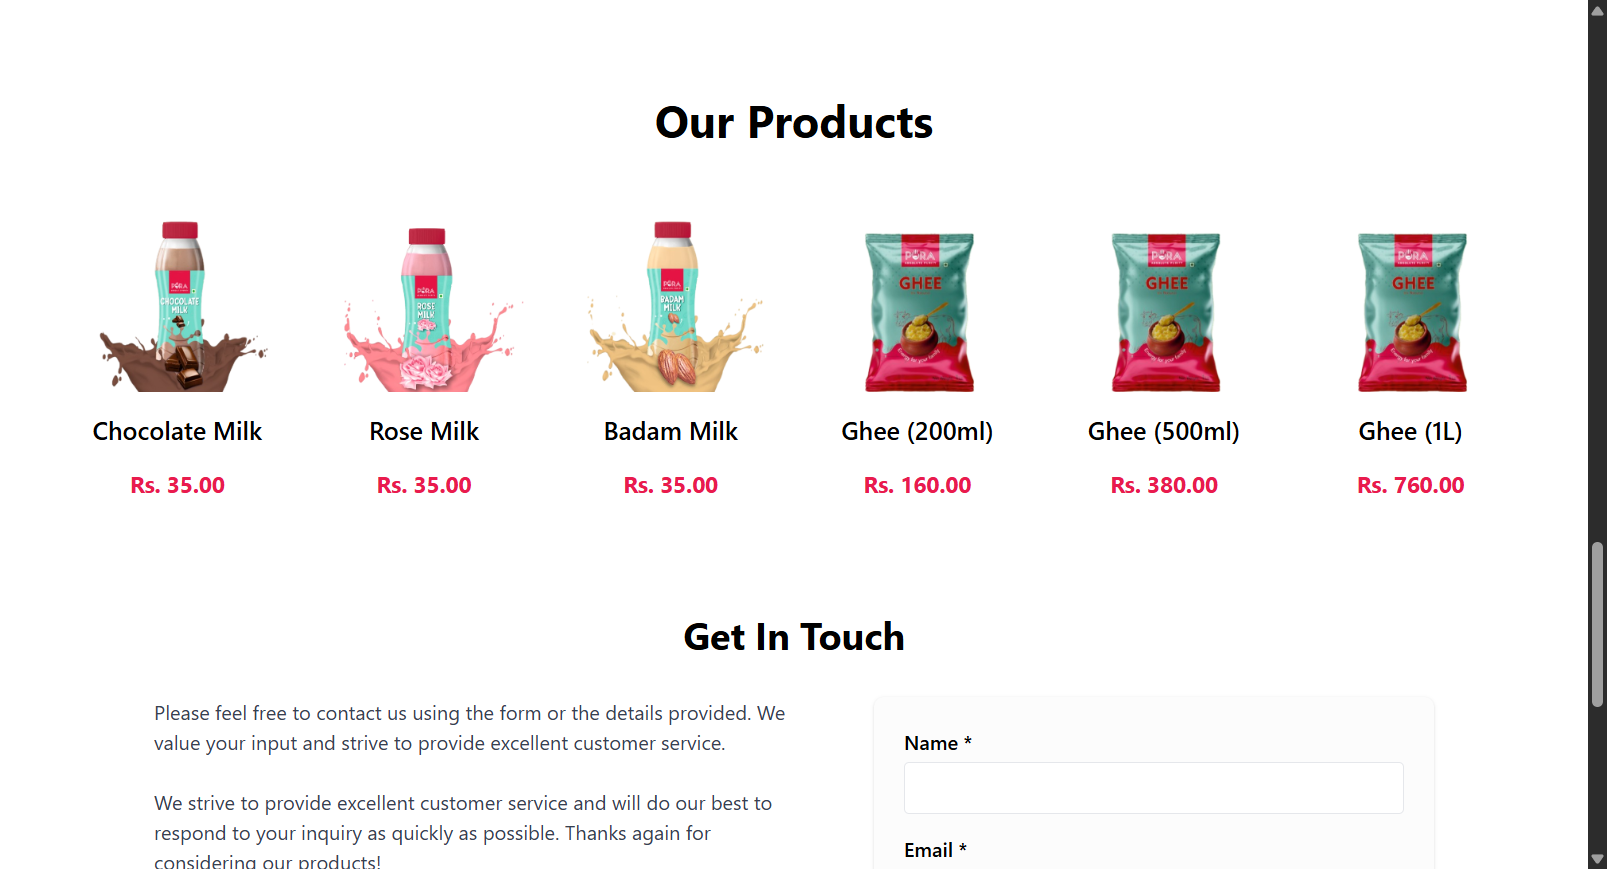 Our Products
PURA
CHOCOLATE
MILK
PURA
ROSE
MILK
PURA
BADAM
MILK
PURA
GHEE
PURA
GHEE
PURA
GHEE
Chocolate Milk
Rose Milk
Badam Milk
Ghee (200ml)
Ghee (500ml)
Ghee (1L)
Rs. 35.00
Rs. 35.00
Rs. 35.00
Rs. 160.00
Rs. 380.00
Rs. 760.00
Get In Touch
Please feel free to contact us using the form or the details provided. We
value your input and strive to provide excellent customer service.
We strive to provide excellent customer service and will do our best to
respond to your inquiry as quickly as possible. Thanks again for
considering our products!
Name *
Email *